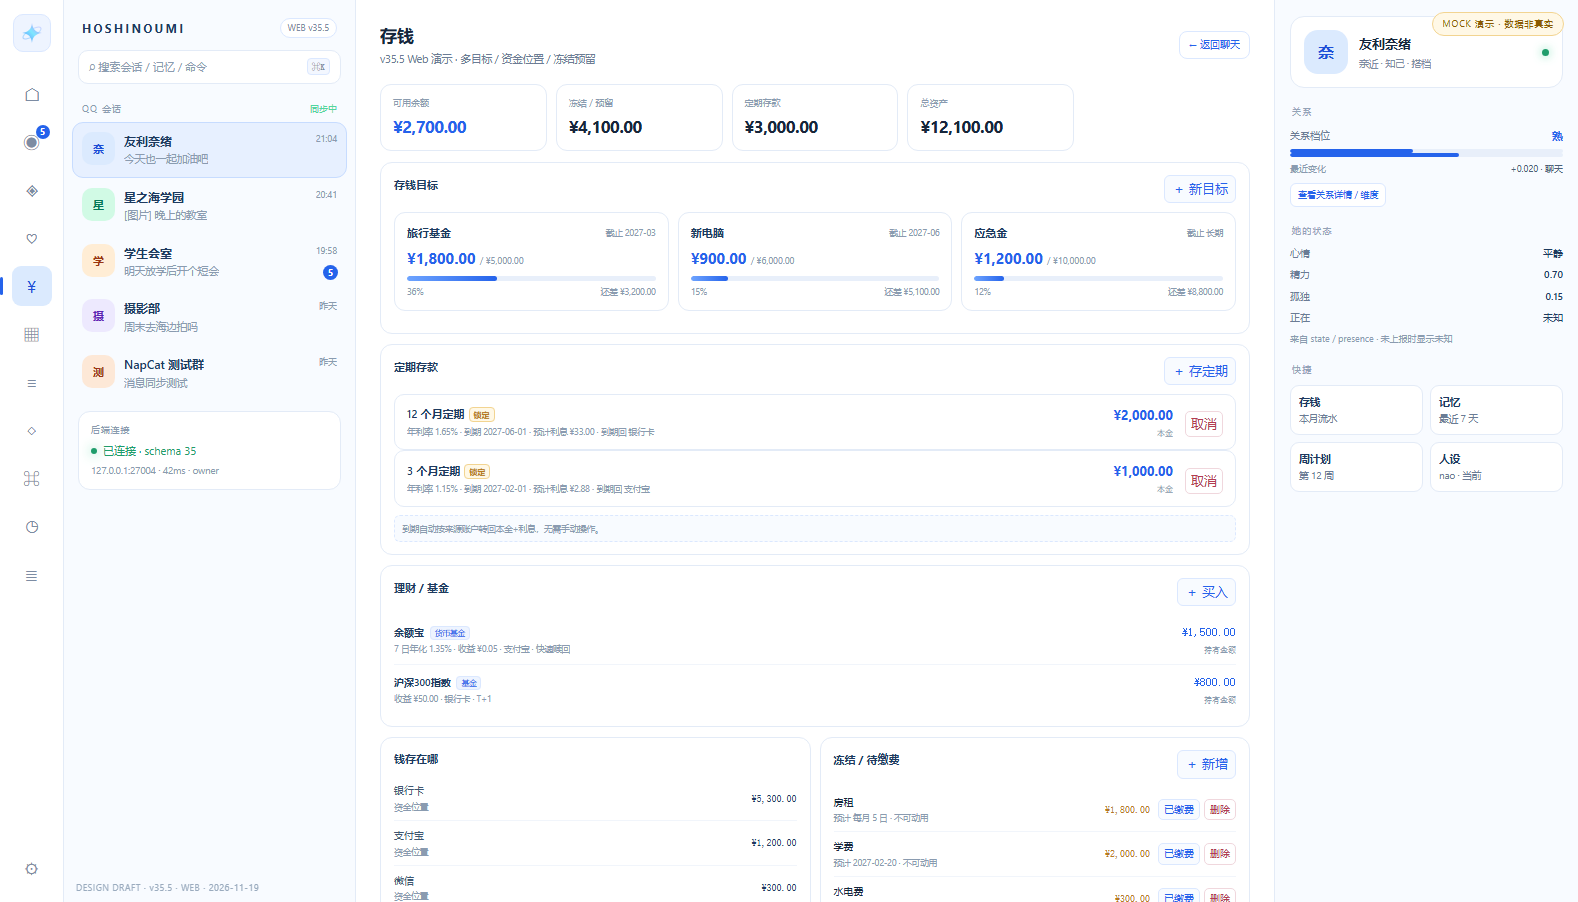 HOSHINOUMI
WEB v35.5
搜索会话 / 记忆 / 命令
⌘K
QQ 会话
同步中
奈
友利奈绪
21:04
今天也一起加油吧
星
星之海学园
20:41
[图片] 晚上的教室
学
学生会室
19:58
明天放学后开个短会
5
摄
摄影部
昨天
周末去海边拍吗
测
NapCat 测试群
昨天
消息同步测试
后端连接
已连接 · schema 35
127.0.0.1:27004 · 42ms · owner
DESIGN DRAFT · v35.5 · WEB · 2026-11-19
5
¥
存钱
v35.5 Web 演示 · 多目标 / 资金位置 / 冻结预留
← 返回聊天
可用余额
¥2,700.00
冻结 / 预留
¥4,100.00
定期存款
¥3,000.00
总资产
¥12,100.00
存钱目标
+ 新目标
旅行基金
截止 2027-03
¥1,800.00 / ¥5,000.00
36%
还差 ¥3,200.00
新电脑
截止 2027-06
¥900.00 / ¥6,000.00
15%
还差 ¥5,100.00
应急金
截止 长期
¥1,200.00 / ¥10,000.00
12%
还差 ¥8,800.00
定期存款
+ 存定期
12 个月定期 锁定
年利率 1.65% · 到期 2027-06-01 · 预计利息 ¥33.00 · 到期回 银行卡
¥2,000.00
本金
取消
3 个月定期 锁定
年利率 1.15% · 到期 2027-02-01 · 预计利息 ¥2.88 · 到期回 支付宝
¥1,000.00
本金
取消
到期自动按来源账户转回本金+利息，无需手动操作。
理财 / 基金
+ 买入
余额宝 货币基金
7 日年化 1.35% · 收益 ¥0.05 · 支付宝 · 快速赎回
¥1,500.00
持有金额
沪深300指数 基金
收益 ¥50.00 · 银行卡 · T+1
¥800.00
持有金额
钱存在哪
银行卡
资金位置
¥5,300.00
支付宝
资金位置
¥1,200.00
微信
资金位置
¥300.00
冻结 / 待缴费
+ 新增
房租
预计 每月 5 日 · 不可动用
¥1,800.00
已缴费
删除
学费
预计 2027-02-20 · 不可动用
¥2,000.00
已缴费
删除
水电费
¥300.00
已缴费
删除
MOCK 演示 · 数据非真实
奈
友利奈绪
亲近 · 知己 · 搭档
关系
关系档位
熟
最近变化
+0.020 · 聊天
查看关系详情 / 维度
她的状态
心情
平静
精力
0.70
孤独
0.15
正在
未知
来自 state / presence · 未上报时显示未知
快捷
存钱
本月流水
记忆
最近 7 天
周计划
第 12 周
人设
nao · 当前